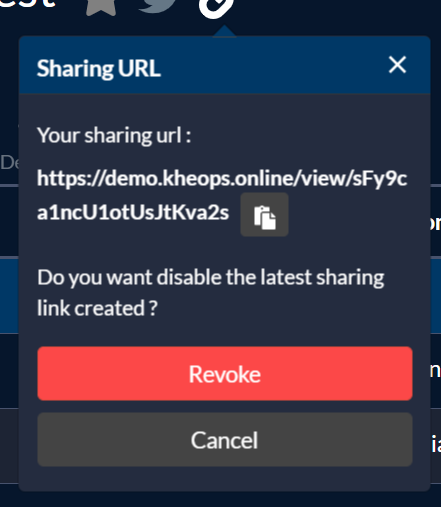 est
Sharing URL
Your sharing url :
https://demo.kheops.online/view/sFy9c
a1ncU1otUsJtKva2s
Do you want disable the latest sharing
link created ?
Revoke
Cancel